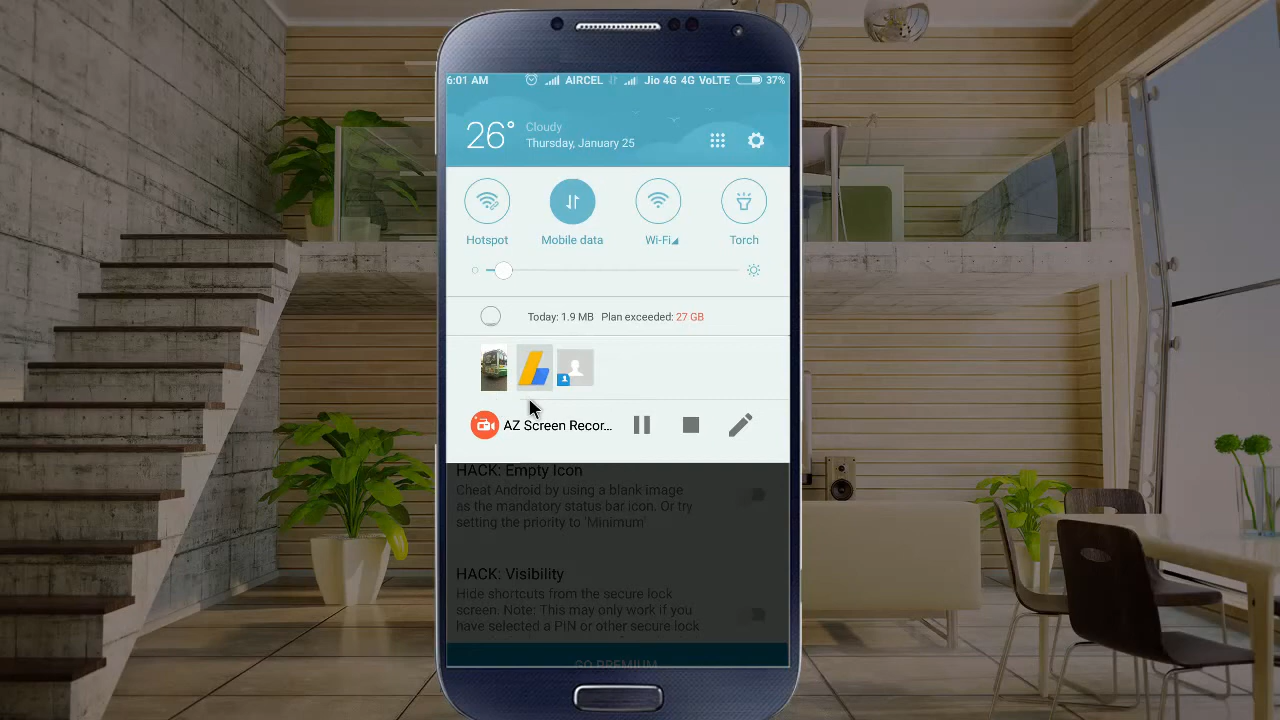 6:01 AM AIRCEL Jio 4G 4G VoLTE 37%
26° Cloudy
Thursday, January 25
Hotspot Mobile data Wi-Fi Torch
Today: 1.9 MB Plan exceeded: 27 GB
AZ Screen Recor...
HACK: Empty Icon
Cheat Android by using a blank image
as the mandatory status bar icon. Or try
setting the priority to 'Minimum'
HACK: Visibility
Hide shortcuts from the secure lock
screen. Note: This may only work if you
have selected a PIN or other secure lock
GO PREMIUM